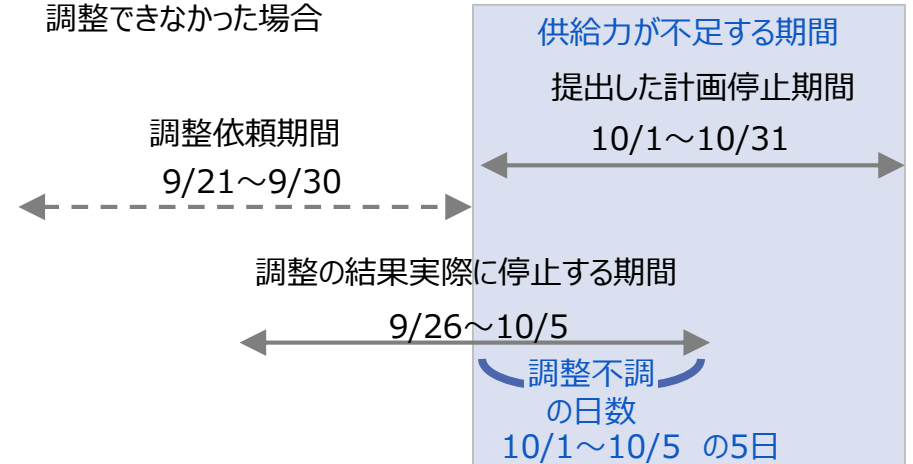 調整できなかった場合
供給力が不足する期間
提出した計画停止期間
10/1～10/31
調整依頼期間
9/21～9/30
調整の結果実際に停止する期間
9/26～10/5
調整不調
の日数
10/1～10/5 の5日